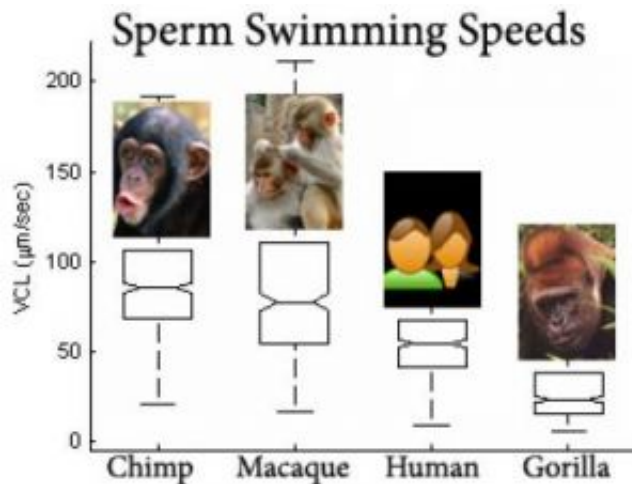 Sperm Swimming Speeds
VCL (µm/sec)
200
150
100
50
0
Chimp Macaque Human Gorilla